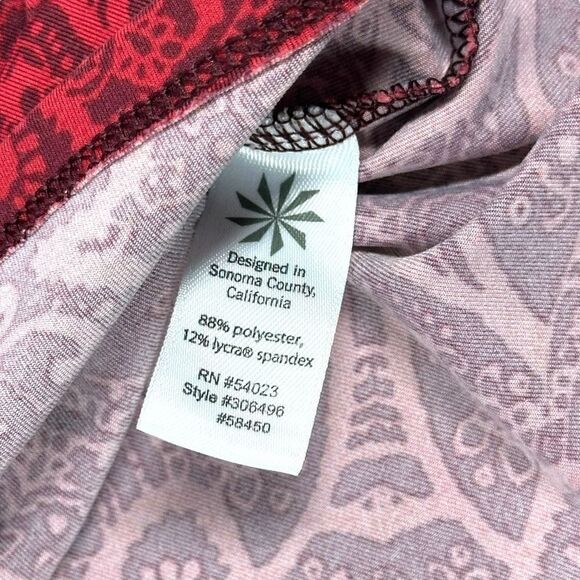 Designed in
Sonoma County,
California
88% polyester,
12% lycra® spandex
RN #54023
Style #306496
#58450